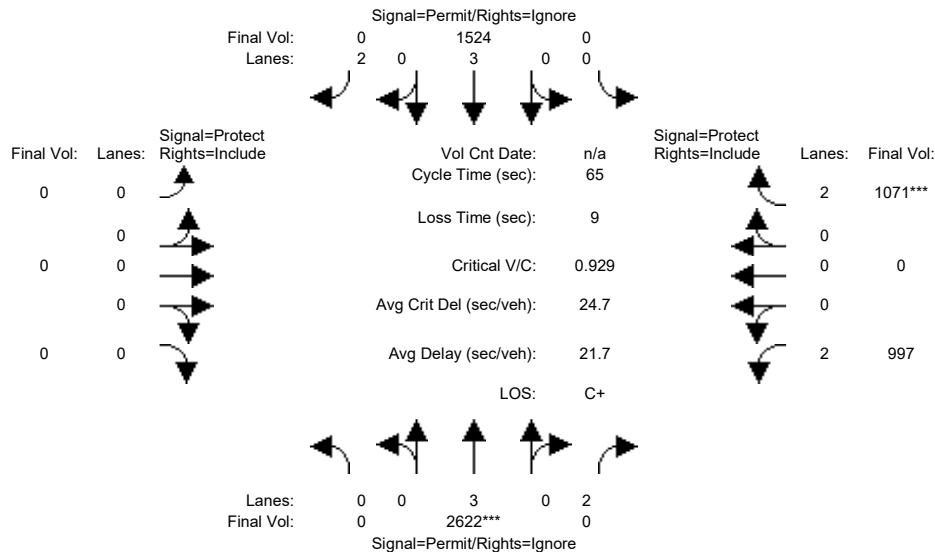 Signal=Permit/Rights=Ignore
Final Vol: 0 1524 0
Lanes: 2 0 3 0 0
Signal=Protect
Final Vol: Lanes: Rights=Include
Vol Cnt Date: n/a
Signal=Protect
Rights=Include Lanes: Final Vol:
Cycle Time (sec): 65
0 0
2 1071***
Loss Time (sec): 9
0
0
0 0
Critical V/C: 0.929
0 0
0
Avg Crit Del (sec/veh): 24.7
0
0 0
Avg Delay (sec/veh): 21.7
2 997
LOS: C+
Lanes: 0 0 3 0 2
Final Vol: 0 2622*** 0
Signal=Permit/Rights=Ignore